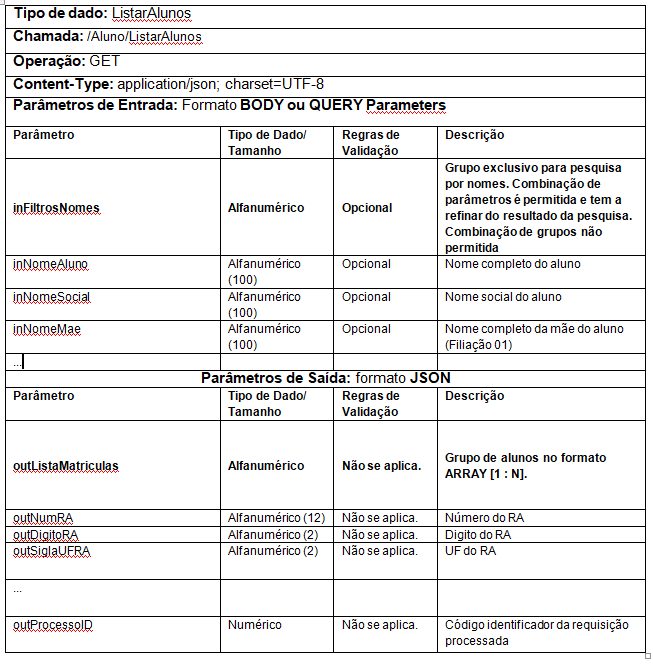 Tipo de dado: ListarAlunos
Chamada: /Aluno/ListarAlunos
Operação: GET
Content-Type: application/json; charset=UTF-8
Parâmetros de Entrada: Formato BODY ou QUERY Parameters
Parâmetro
Tipo de Dado/
Tamanho
Regras de
Validação
Descrição
inFiltrosNomes
Alfanumérico
Opcional
Grupo exclusivo para pesquisa
por nomes. Combinação de
parâmetros é permitida e tem a
refinar do resultado da pesquisa.
Combinação de grupos não
permitida
inNomeAluno
Alfanumérico
(100)
Opcional
Nome completo do aluno
inNomeSocial
Alfanumérico
(100)
Opcional
Nome social do aluno
inNomeMae
Alfanumérico
(100)
Opcional
Nome completo da mãe do aluno
(Filiação 01)
...
Parâmetros de Saída: formato JSON
Parâmetro
Tipo de Dado/
Tamanho
Regras de
Validação
Descrição
outListaMatriculas
Alfanumérico
Não se aplica.
Grupo de alunos no formato
ARRAY [1 : N].
outNumRA
Alfanumérico (12)
Não se aplica.
Número do RA
outDigitoRA
Alfanumérico (2)
Não se aplica.
Digito do RA
outSiglaUFRA
Alfanumérico (2)
Não se aplica.
UF do RA
...
outProcessoID
Numérico
Não se aplica.
Código identificador da requisição
processada